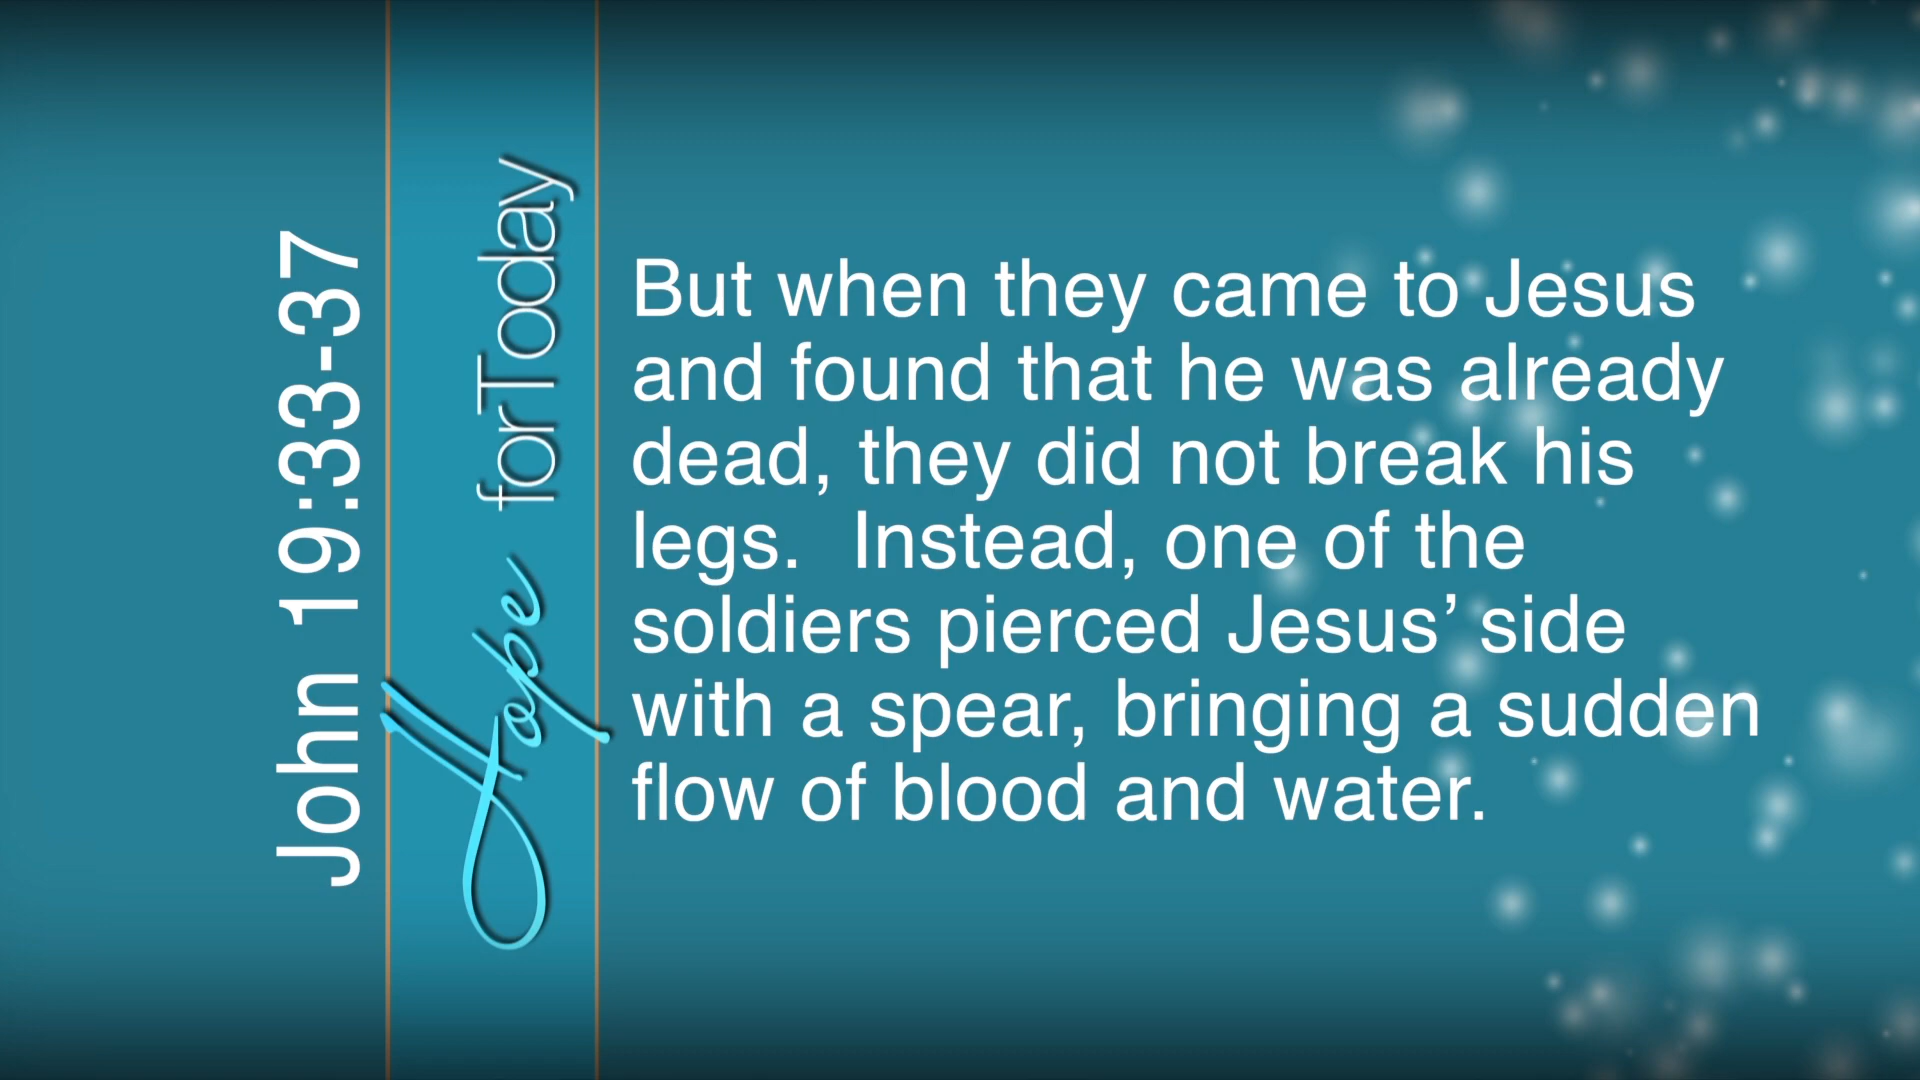 John 19:33-37
Hope forToday
But when they came to Jesus
and found that he was already
dead, they did not break his
legs.  Instead, one of the
soldiers pierced Jesus’ side
with a spear, bringing a sudden
flow of blood and water.